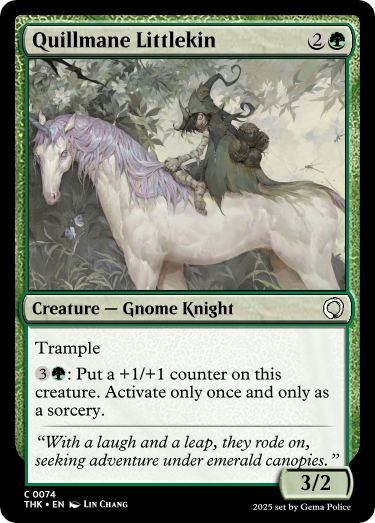 Quillmane Littlekin 2
Creature — Gnome Knight
Trample
3: Put a +1/+1 counter on this
creature. Activate only once and only as
a sorcery.
“With a laugh and a leap, they rode on,
seeking adventure under emerald canopies.”
3/2
C 0074
THK • EN Lin Chang
2025 set by Gema Police